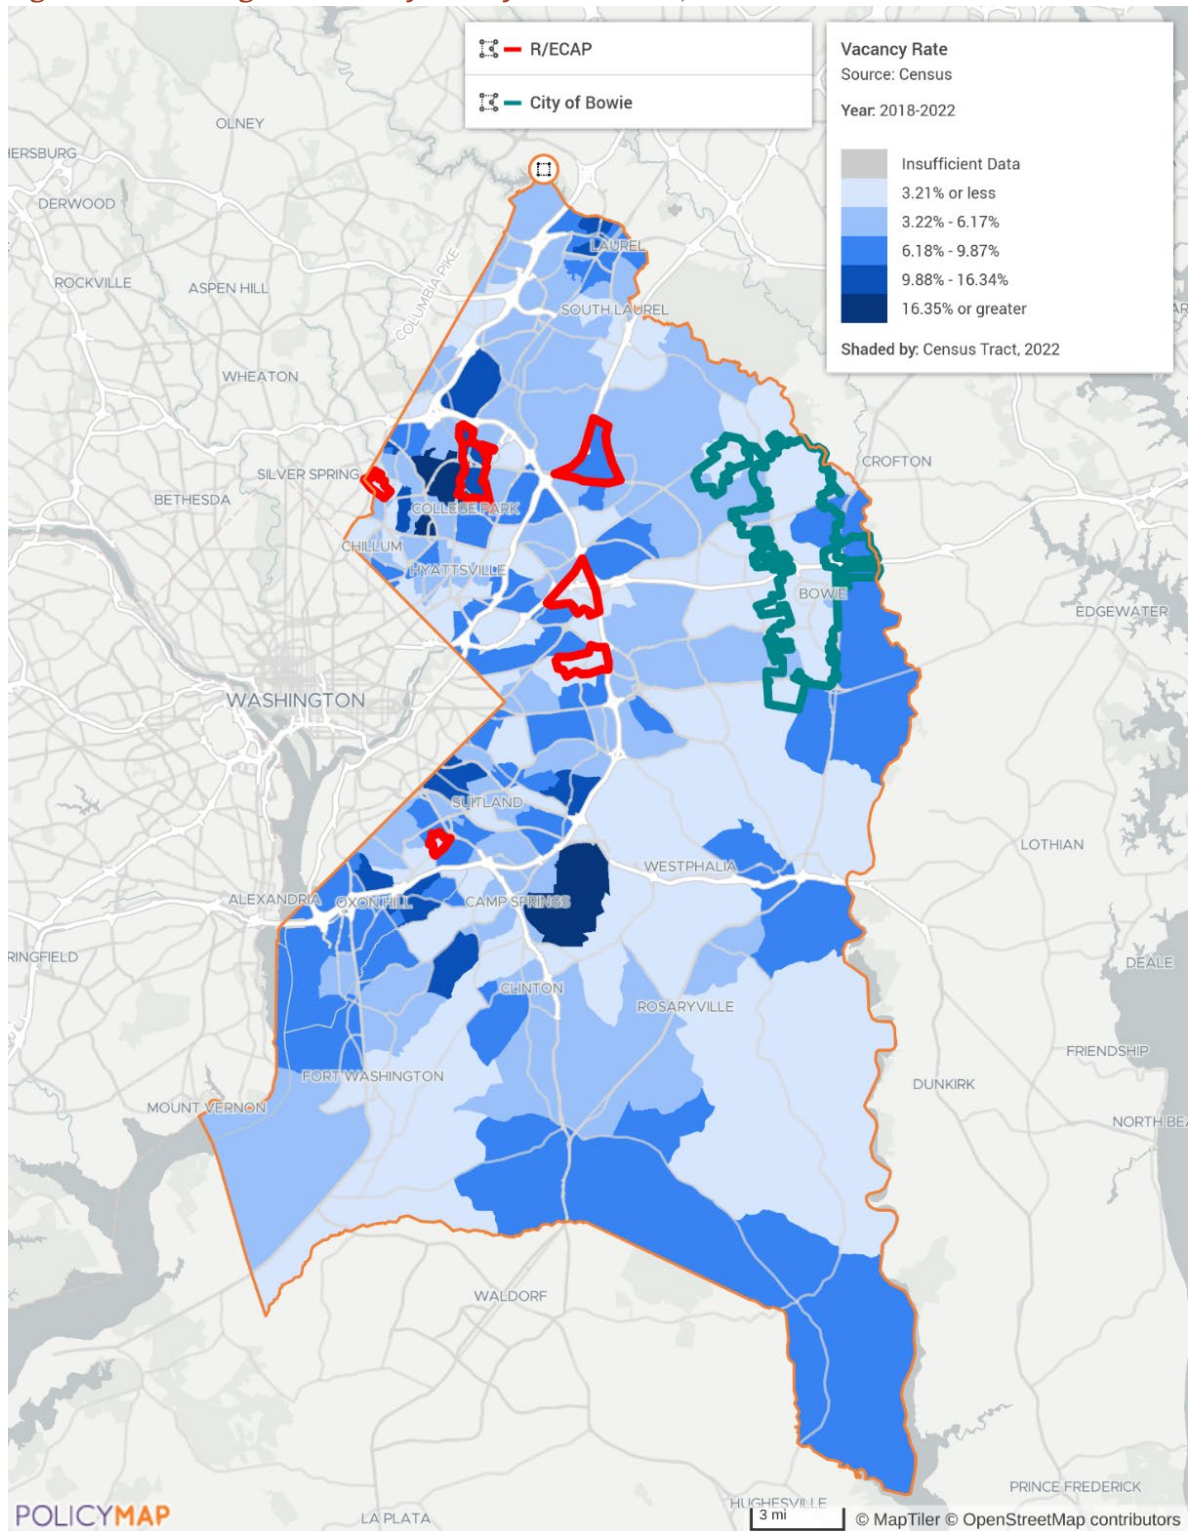 R/ECAP
City of Bowie
Vacancy Rate
Source: Census
Year: 2018-2022
Insufficient Data
3.21% or less
3.22% - 6.17%
6.18% - 9.87%
9.88% - 16.34%
16.35% or greater
Shaded by: Census Tract, 2022
OLNEY
HERSBURG
DERWOOD
ROCKVILLE
ASPEN HILL
COLUMBIA PIKE
LAUREL
SOUTH LAUREL
WHEATON
SILVER SPRING
BETHESDA
CROFTON
COLLEGE PARK
CHILLUM
HYATTSVILLE
BOWIE
EDGEWATER
WASHINGTON
SUITLAND
LOTHIAN
WESTPHALIA
ALEXANDRIA
OXON HILL
CAMP SPRINGS
RINGFIELD
DEALE
CLINTON
ROSARYVILLE
FRIENDSHIP
FORT WASHINGTON
DUNKIRK
MOUNT VERNON
NORTH BEA
WALDORF
PRINCE FREDERICK
HUGHESVILLE
LA PLATA
POLICYMAP
3 mi
© MapTiler © OpenStreetMap contributors